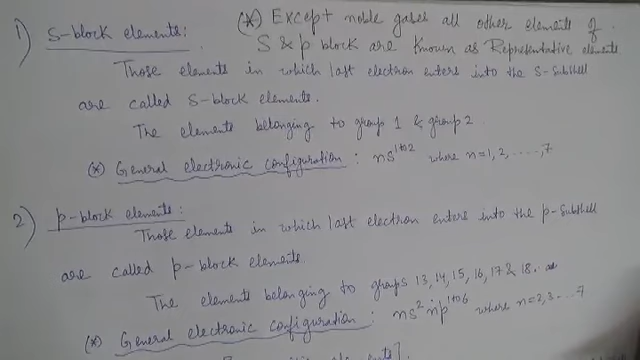 (*) Except noble gases all other elements of
1) S-block elements: S & p block are known as Representative elements
Those elements in which last electron enters into the S-Subshell
are called S-block elements.
The elements belonging to group 1 & group 2.
(*) General electronic configuration: ns¹ᵗᵒ² where n=1,2,.....,7
2) p-block elements:
Those elements in which last electron enters into the p-Subshell
are called p-block elements.
The elements belonging to groups 13, 14, 15, 16, 17 & 18.
(*) General electronic configuration: ns² np¹ᵗᵒ⁶ where n=2,3...7